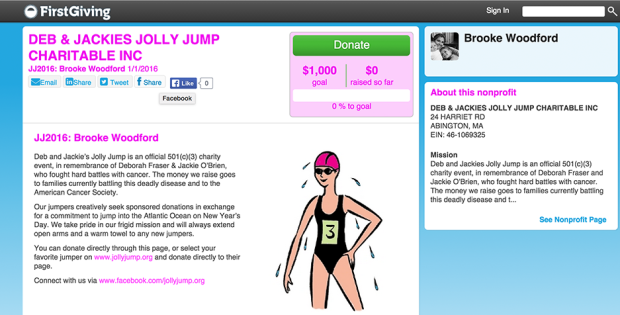 FirstGiving
Sign In
DEB & JACKIES JOLLY JUMP
CHARITABLE INC
JJ2016: Brooke Woodford 1/1/2016
Email
Share
Tweet
Share
Like
0
Facebook
Donate
$1,000
goal
$0
raised so far
0 % to goal
JJ2016: Brooke Woodford
Deb and Jackie's Jolly Jump is an official 501(c)(3) charity
event, in remembrance of Deborah Fraser & Jackie O'Brien,
who fought hard battles with cancer. The money we raise goes
to families currently battling this deadly disease and to the
American Cancer Society.
Our jumpers creatively seek sponsored donations in exchange
for a commitment to jump into the Atlantic Ocean on New Year's
Day. We take pride in our frigid mission and will always extend
open arms and a warm towel to any new jumpers.
You can donate directly through this page, or select your
favorite jumper on www.jollyjump.org and donate directly to their
page.
Connect with us via www.facebook.com/jollyjump.org
3
Brooke Woodford
About this nonprofit
DEB & JACKIES JOLLY JUMP CHARITABLE INC
24 HARRIET RD
ABINGTON, MA
EIN: 46-1069325
Mission
Deb and Jackies Jolly Jump is an official 501(c)(3) charity
event, in remembrance of Deborah Fraser and
Jackie O'Brien, who fought hard battles with cancer.
The money we raise goes to families currently battling
this deadly disease and t...
See Nonprofit Page